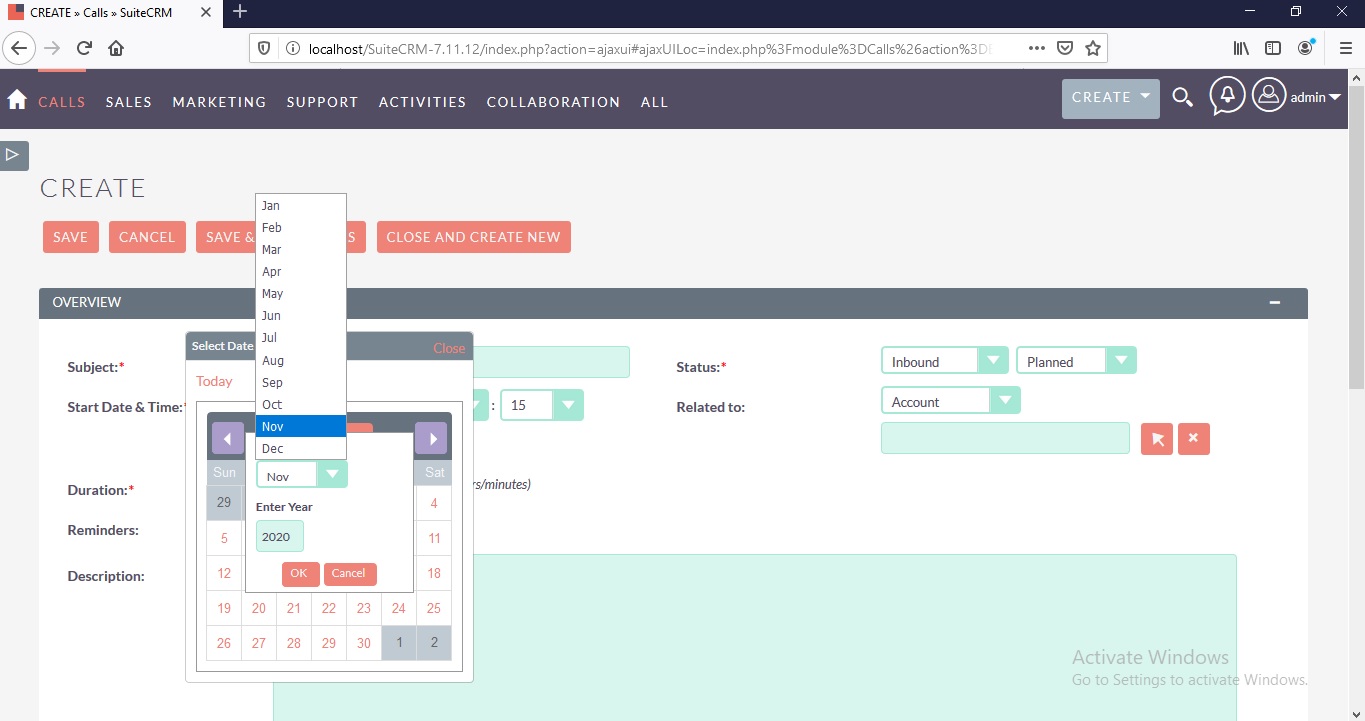 CREATE » Calls » SuiteCRM
localhost/SuiteCRM-7.11.12/index.php?action=ajaxui#ajaxUILoc=index.php%3Fmodule%3DCalls%26action%3D
CALLS SALES MARKETING SUPPORT ACTIVITIES COLLABORATION ALL
CREATE
admin
CREATE
SAVE CANCEL SAVE & S CLOSE AND CREATE NEW
OVERVIEW
Jan
Feb
Mar
Apr
May
Jun
Jul
Aug
Sep
Oct
Nov
Dec
Select Date
Close
Today
Subject:*
Status:*
Inbound
Planned
Start Date & Time:*
: 15
Related to:
Account
Nov
Sun Sat
Enter Year
2020
OK Cancel
29 4
5 11
12 18
19 20 21 22 23 24 25
26 27 28 29 30 1 2
Duration:*
rs/minutes)
Reminders:
Description:
Activate Windows
Go to Settings to activate Windows.